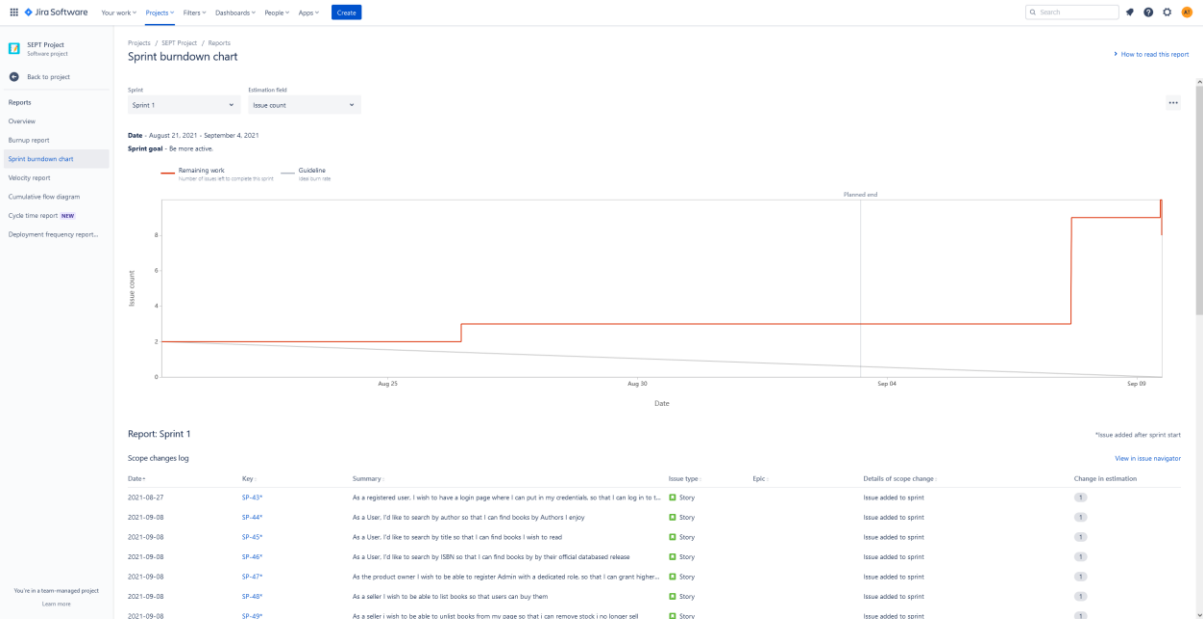 Jira Software Your work Projects Filters Dashboards People Apps Create Search
SEPT Project
Software project
Back to project
Reports
Overview
Burnup report
Sprint burndown chart
Velocity report
Cumulative flow diagram
Cycle time report NEW
Deployment frequency report...
You're in a team-managed project
Learn more
Projects / SEPT Project / Reports
Sprint burndown chart
How to read this report
Sprint Estimation field
Sprint 1 Issue count
Date - August 21, 2021 - September 4, 2021
Sprint goal - Be more active.
Remaining work Guideline
Number of issues left to complete this sprint Ideal burn rate
Planned end
8
6
4
2
0
Issue count
Aug 25 Aug 30 Sep 04 Sep 09
Date
Report: Sprint 1
*Issue added after sprint start
Scope changes log View in issue navigator
Date Key Summary Issue type Epic Details of scope change Change in estimation
2021-08-27 SP-43* As a registered user, I wish to have a login page where I can put in my credentials, so that I can log in to t... Story Issue added to sprint 1
2021-09-08 SP-44* As a User, I'd like to search by author so that I can find books by Authors I enjoy Story Issue added to sprint 1
2021-09-08 SP-45* As a User, I'd like to search by title so that I can find books I wish to read Story Issue added to sprint 1
2021-09-08 SP-46* As a User, I'd like to search by ISBN so that I can find books by by their official databased release Story Issue added to sprint 1
2021-09-08 SP-47* As the product owner I wish to be able to register Admin with a dedicated role, so that I can grant higher... Story Issue added to sprint 1
2021-09-08 SP-48* As a seller I wish to be able to list books so that users can buy them Story Issue added to sprint 1
2021-09-08 SP-49* As a seller i wish to be able to unlist books from my page so that i can remove stock i no longer sell Story Issue added to sprint 1